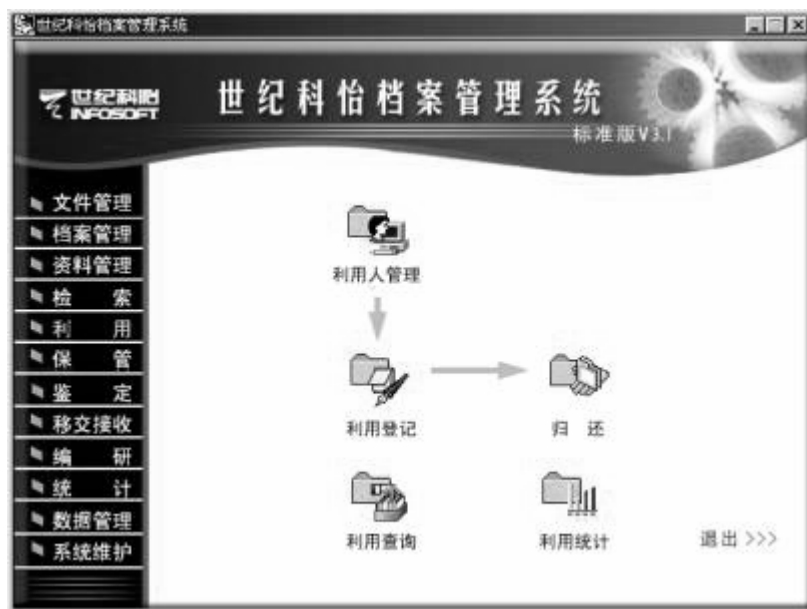 世纪科怡档案管理系统
世纪科怡
INFOSOFT
世纪科怡档案管理系统
标准版V3.1
文件管理
档案管理
资料管理
检 索
利 用
保 管
鉴 定
移交接收
编 研
统 计
数据管理
系统维护
利用人管理
利用登记
归 还
利用查询
利用统计
退出 >>>